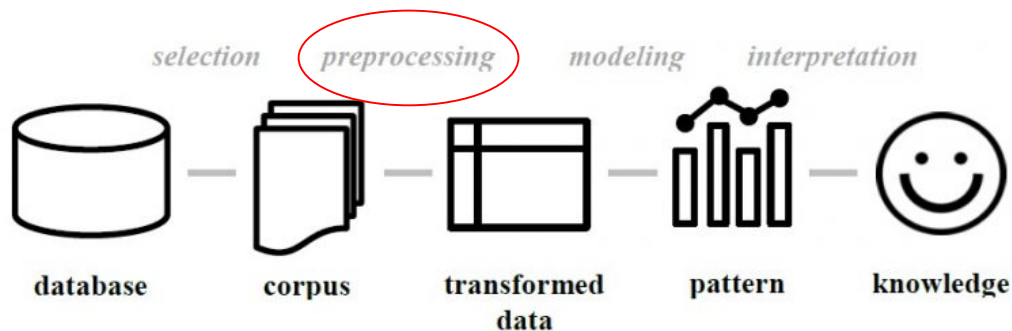 selection preprocessing modeling interpretation
database corpus transformed data pattern knowledge